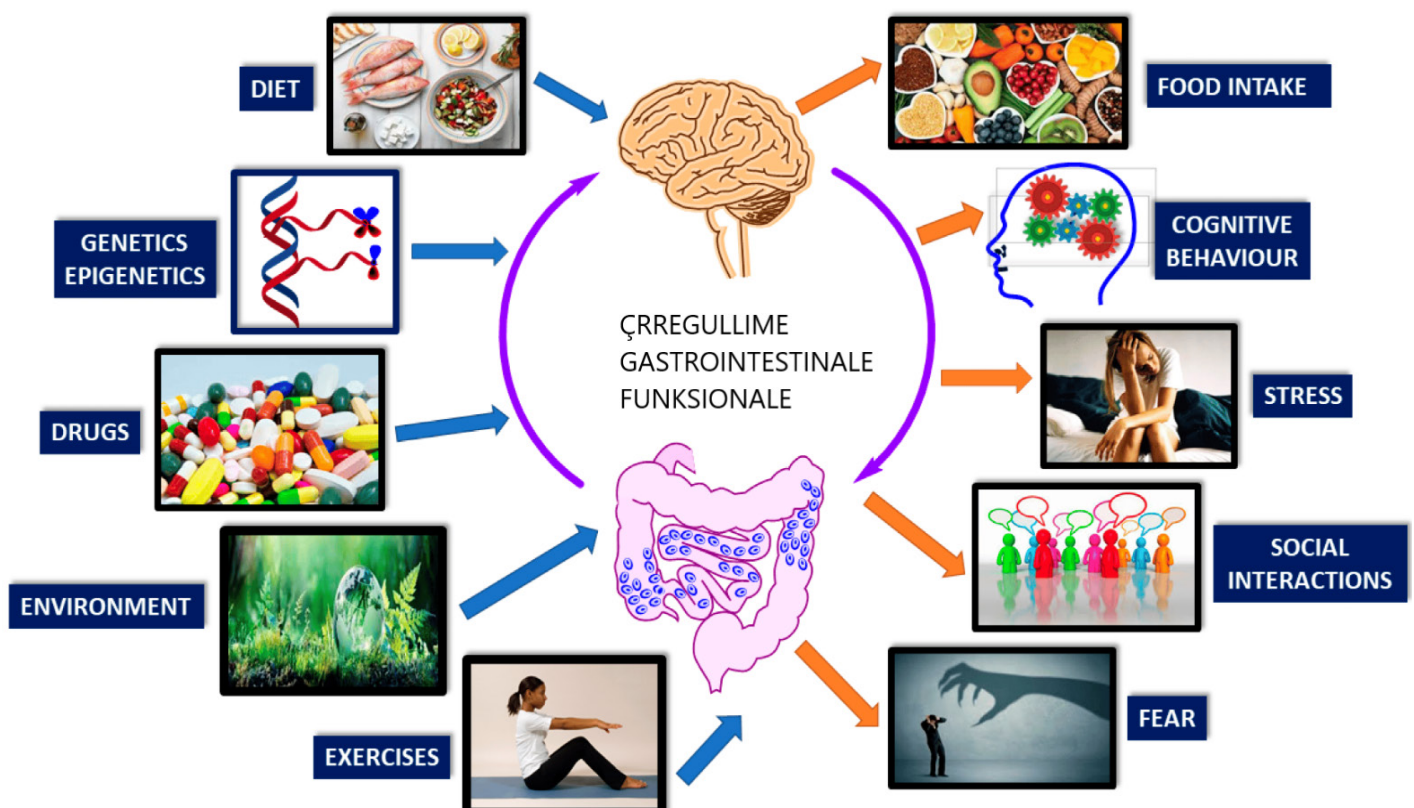 DIET
FOOD INTAKE
GENETICS
EPIGENETICS
COGNITIVE
BEHAVIOUR
ÇRREGULLIME
GASTROINTESTINALE
FUNKSIONALE
DRUGS
STRESS
ENVIRONMENT
SOCIAL
INTERACTIONS
EXERCISES
FEAR